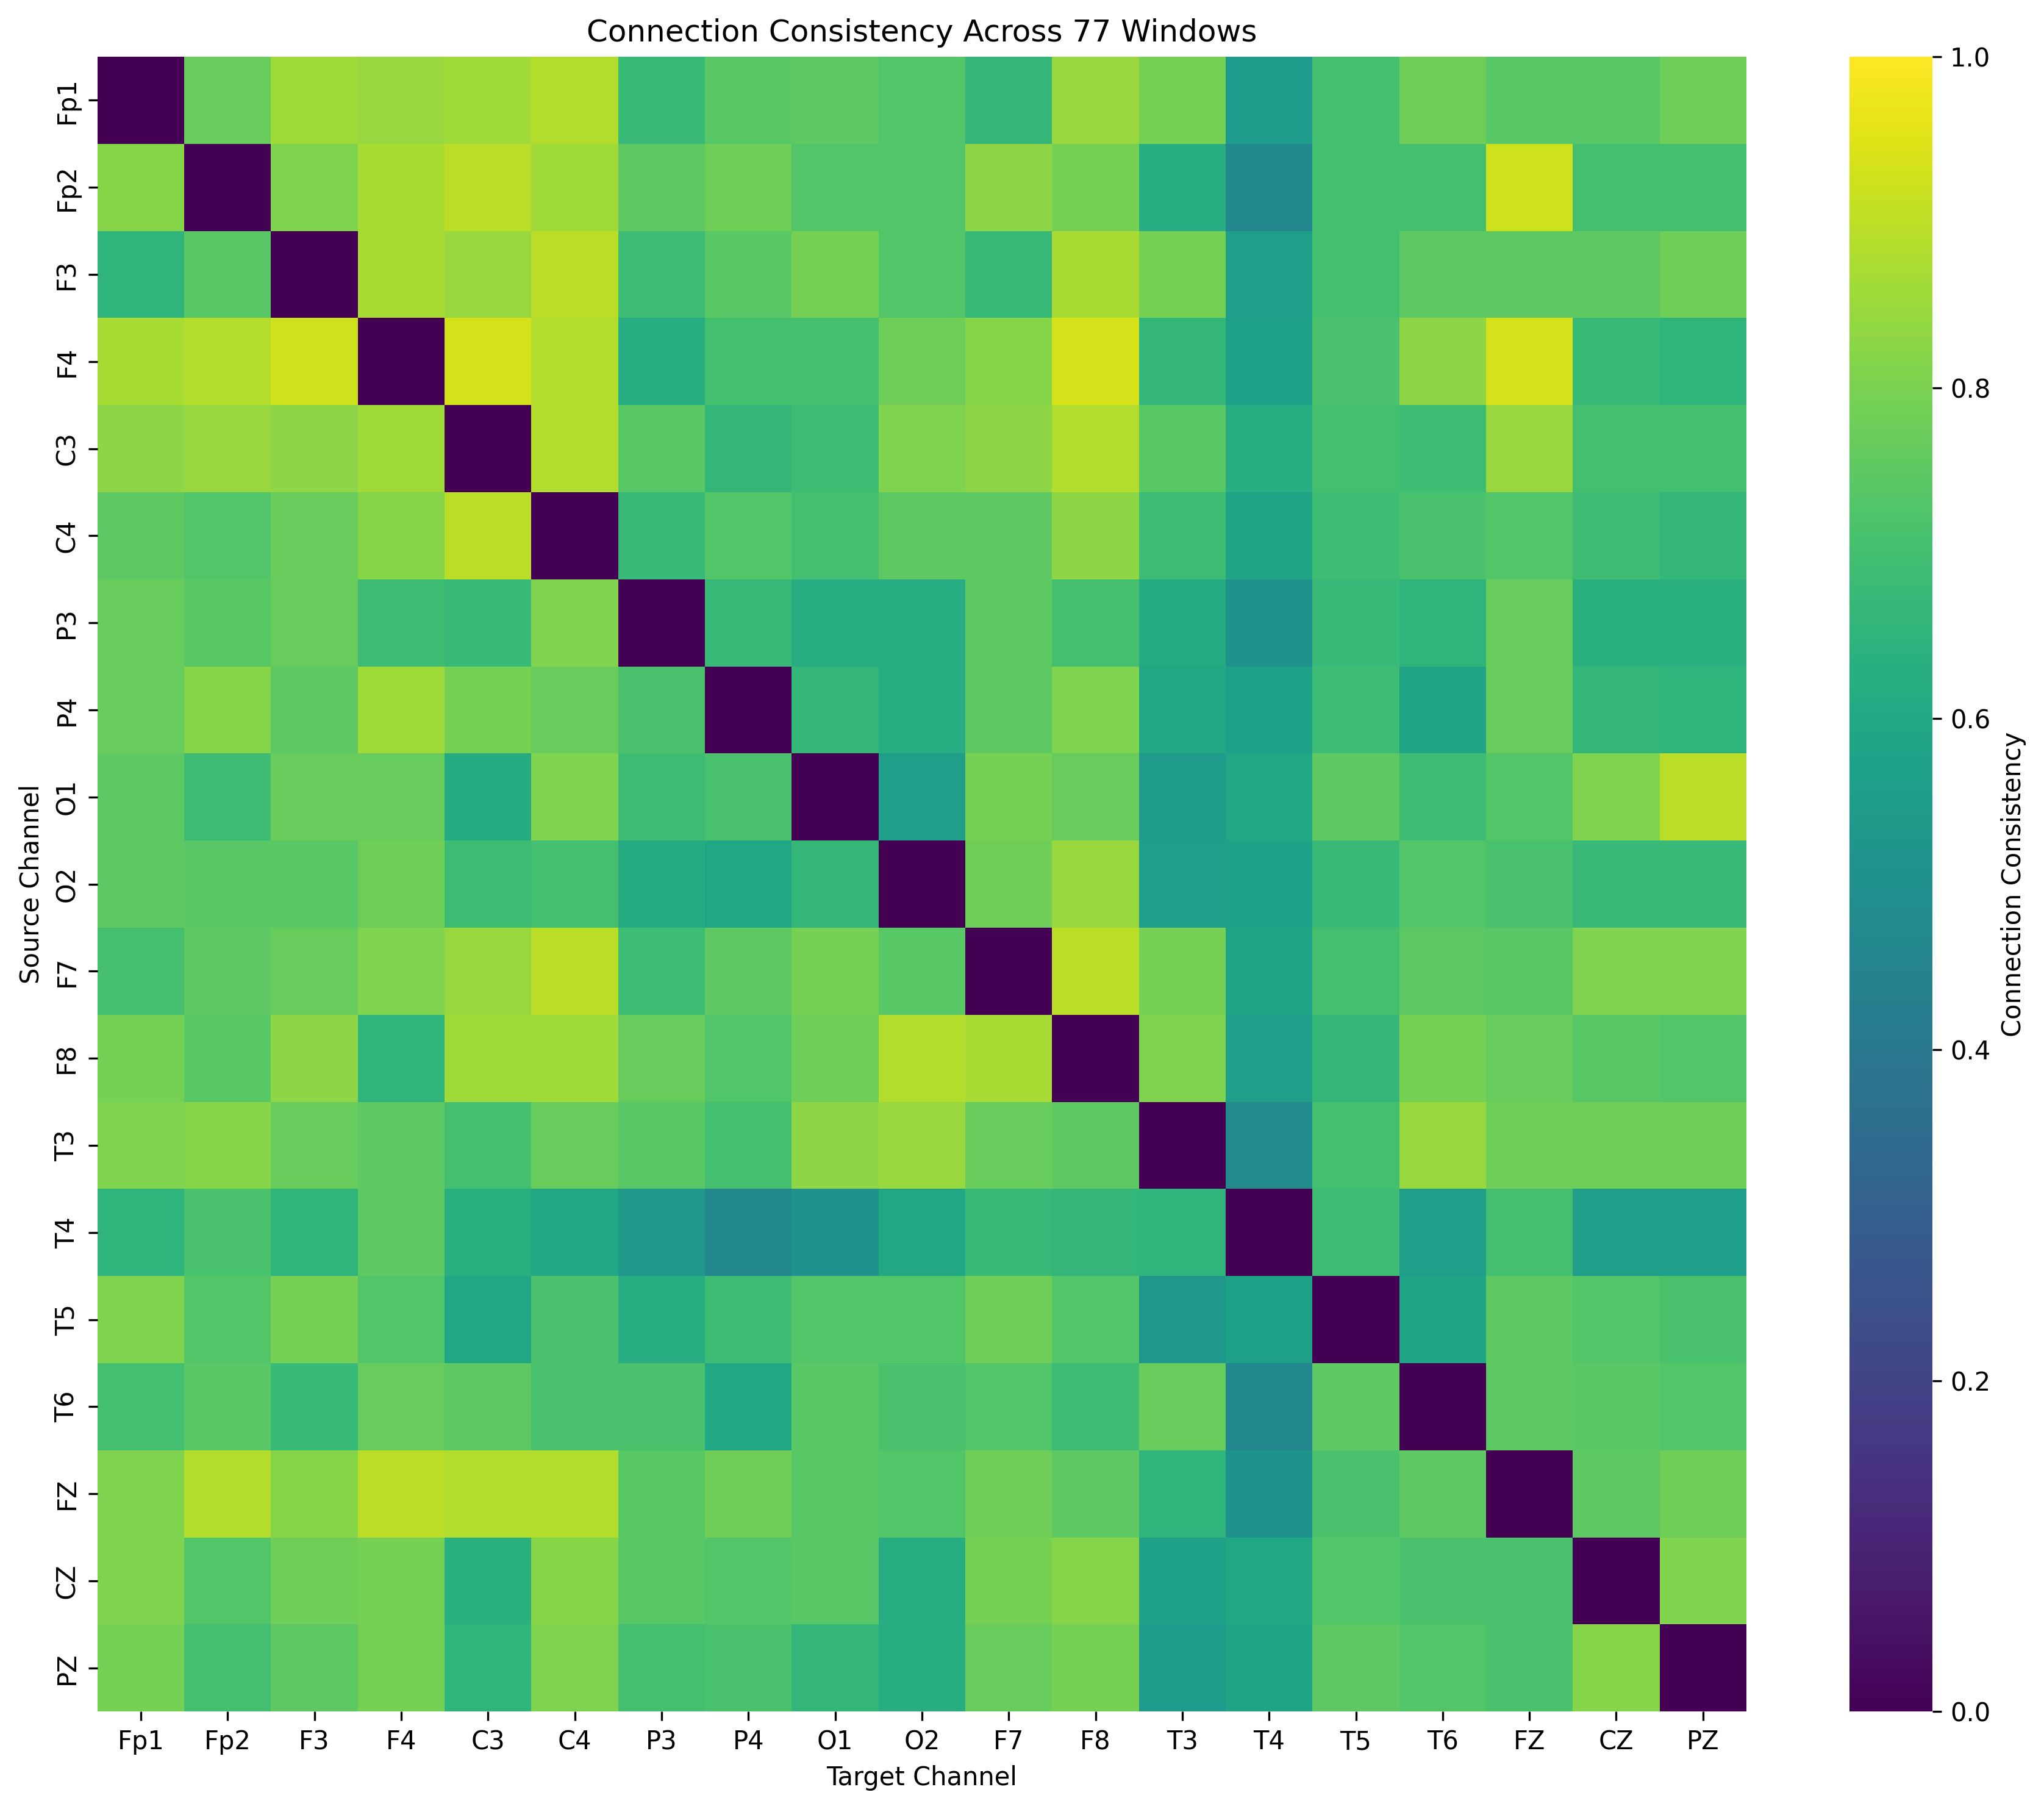 Connection Consistency Across 77 Windows
Fp1
Fp2
F3
F4
C3
C4
P3
P4
O1
O2
F7
F8
T3
T4
T5
T6
FZ
CZ
PZ
Source Channel
Fp1 Fp2 F3 F4 C3 C4 P3 P4 O1 O2 F7 F8 T3 T4 T5 T6 FZ CZ PZ
Target Channel
1.0
0.8
0.6
0.4
0.2
0.0
Connection Consistency